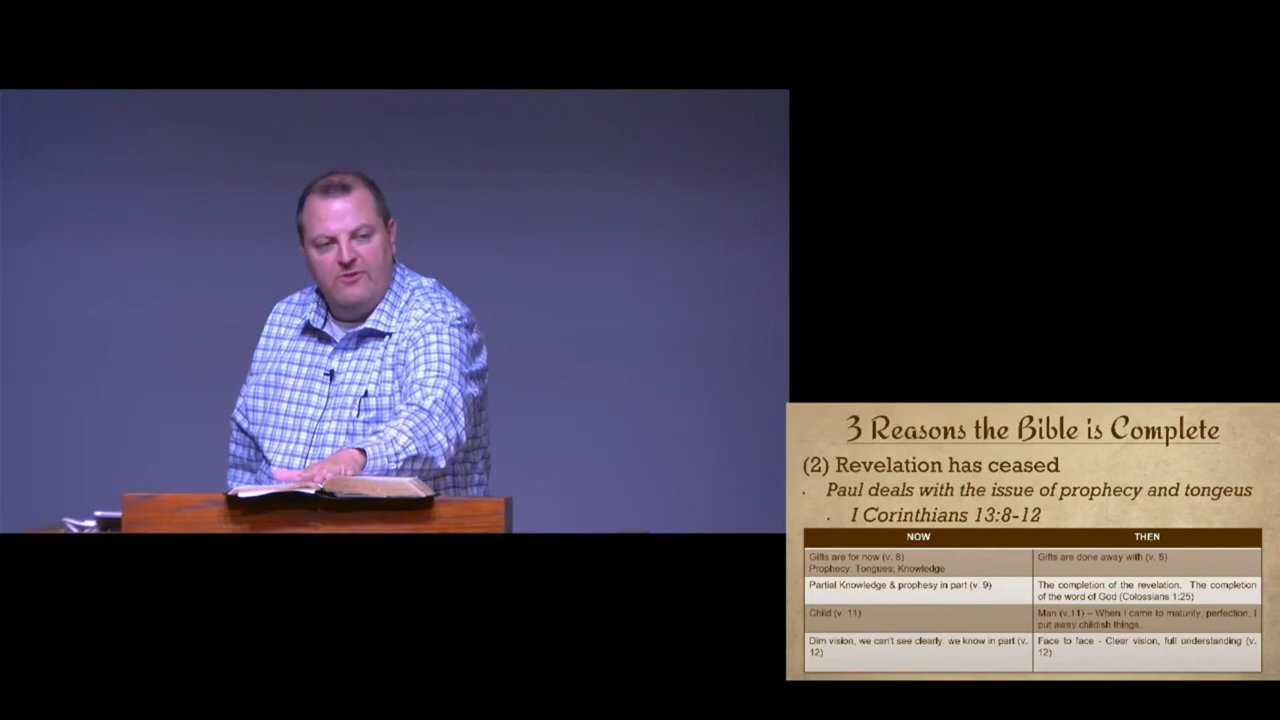 3 Reasons the Bible is Complete
(2) Revelation has ceased
· Paul deals with the issue of prophecy and tongeus
· I Corinthians 13:8-12
NOW THEN
Gifts are for now (v. 8) Gifts are done away with (v. 8)
Prophecy; Tongues; Knowledge
Partial Knowledge & prophesy in part (v. 9) The completion of the revelation. The completion
of the word of God (Colossians 1:25)
Child (v. 11) Man (v.11) – When I came to maturity, perfection, I
put away childish things.
Dim vision, we can't see clearly, we know in part (v. Face to face - Clear vision, full understanding (v.
12) 12)